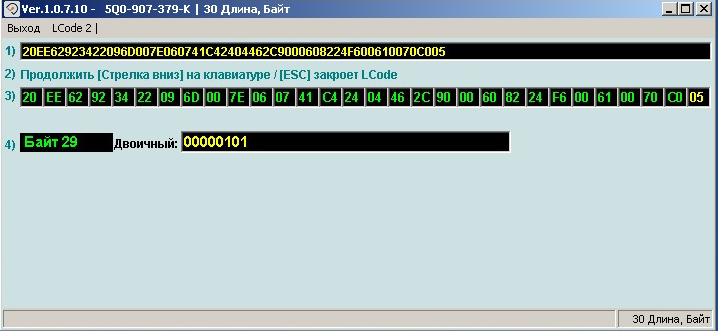 Ver.1.0.7.10 - 5Q0-907-379-K | 30 Длина, Байт
Выход LCode 2 |
1) 20EE62923422096D007E060741C42404462C9000608224F600610070C005
2) Продолжить [Стрелка вниз] на клавиатуре / [ESC] закроет LCode
3) 20 EE 62 92 34 22 09 6D 00 7E 06 07 41 C4 24 04 46 2C 90 00 60 82 24 F6 00 61 00 70 C0 05
4) Байт 29 Двоичный: 00000101
30 Длина, Байт